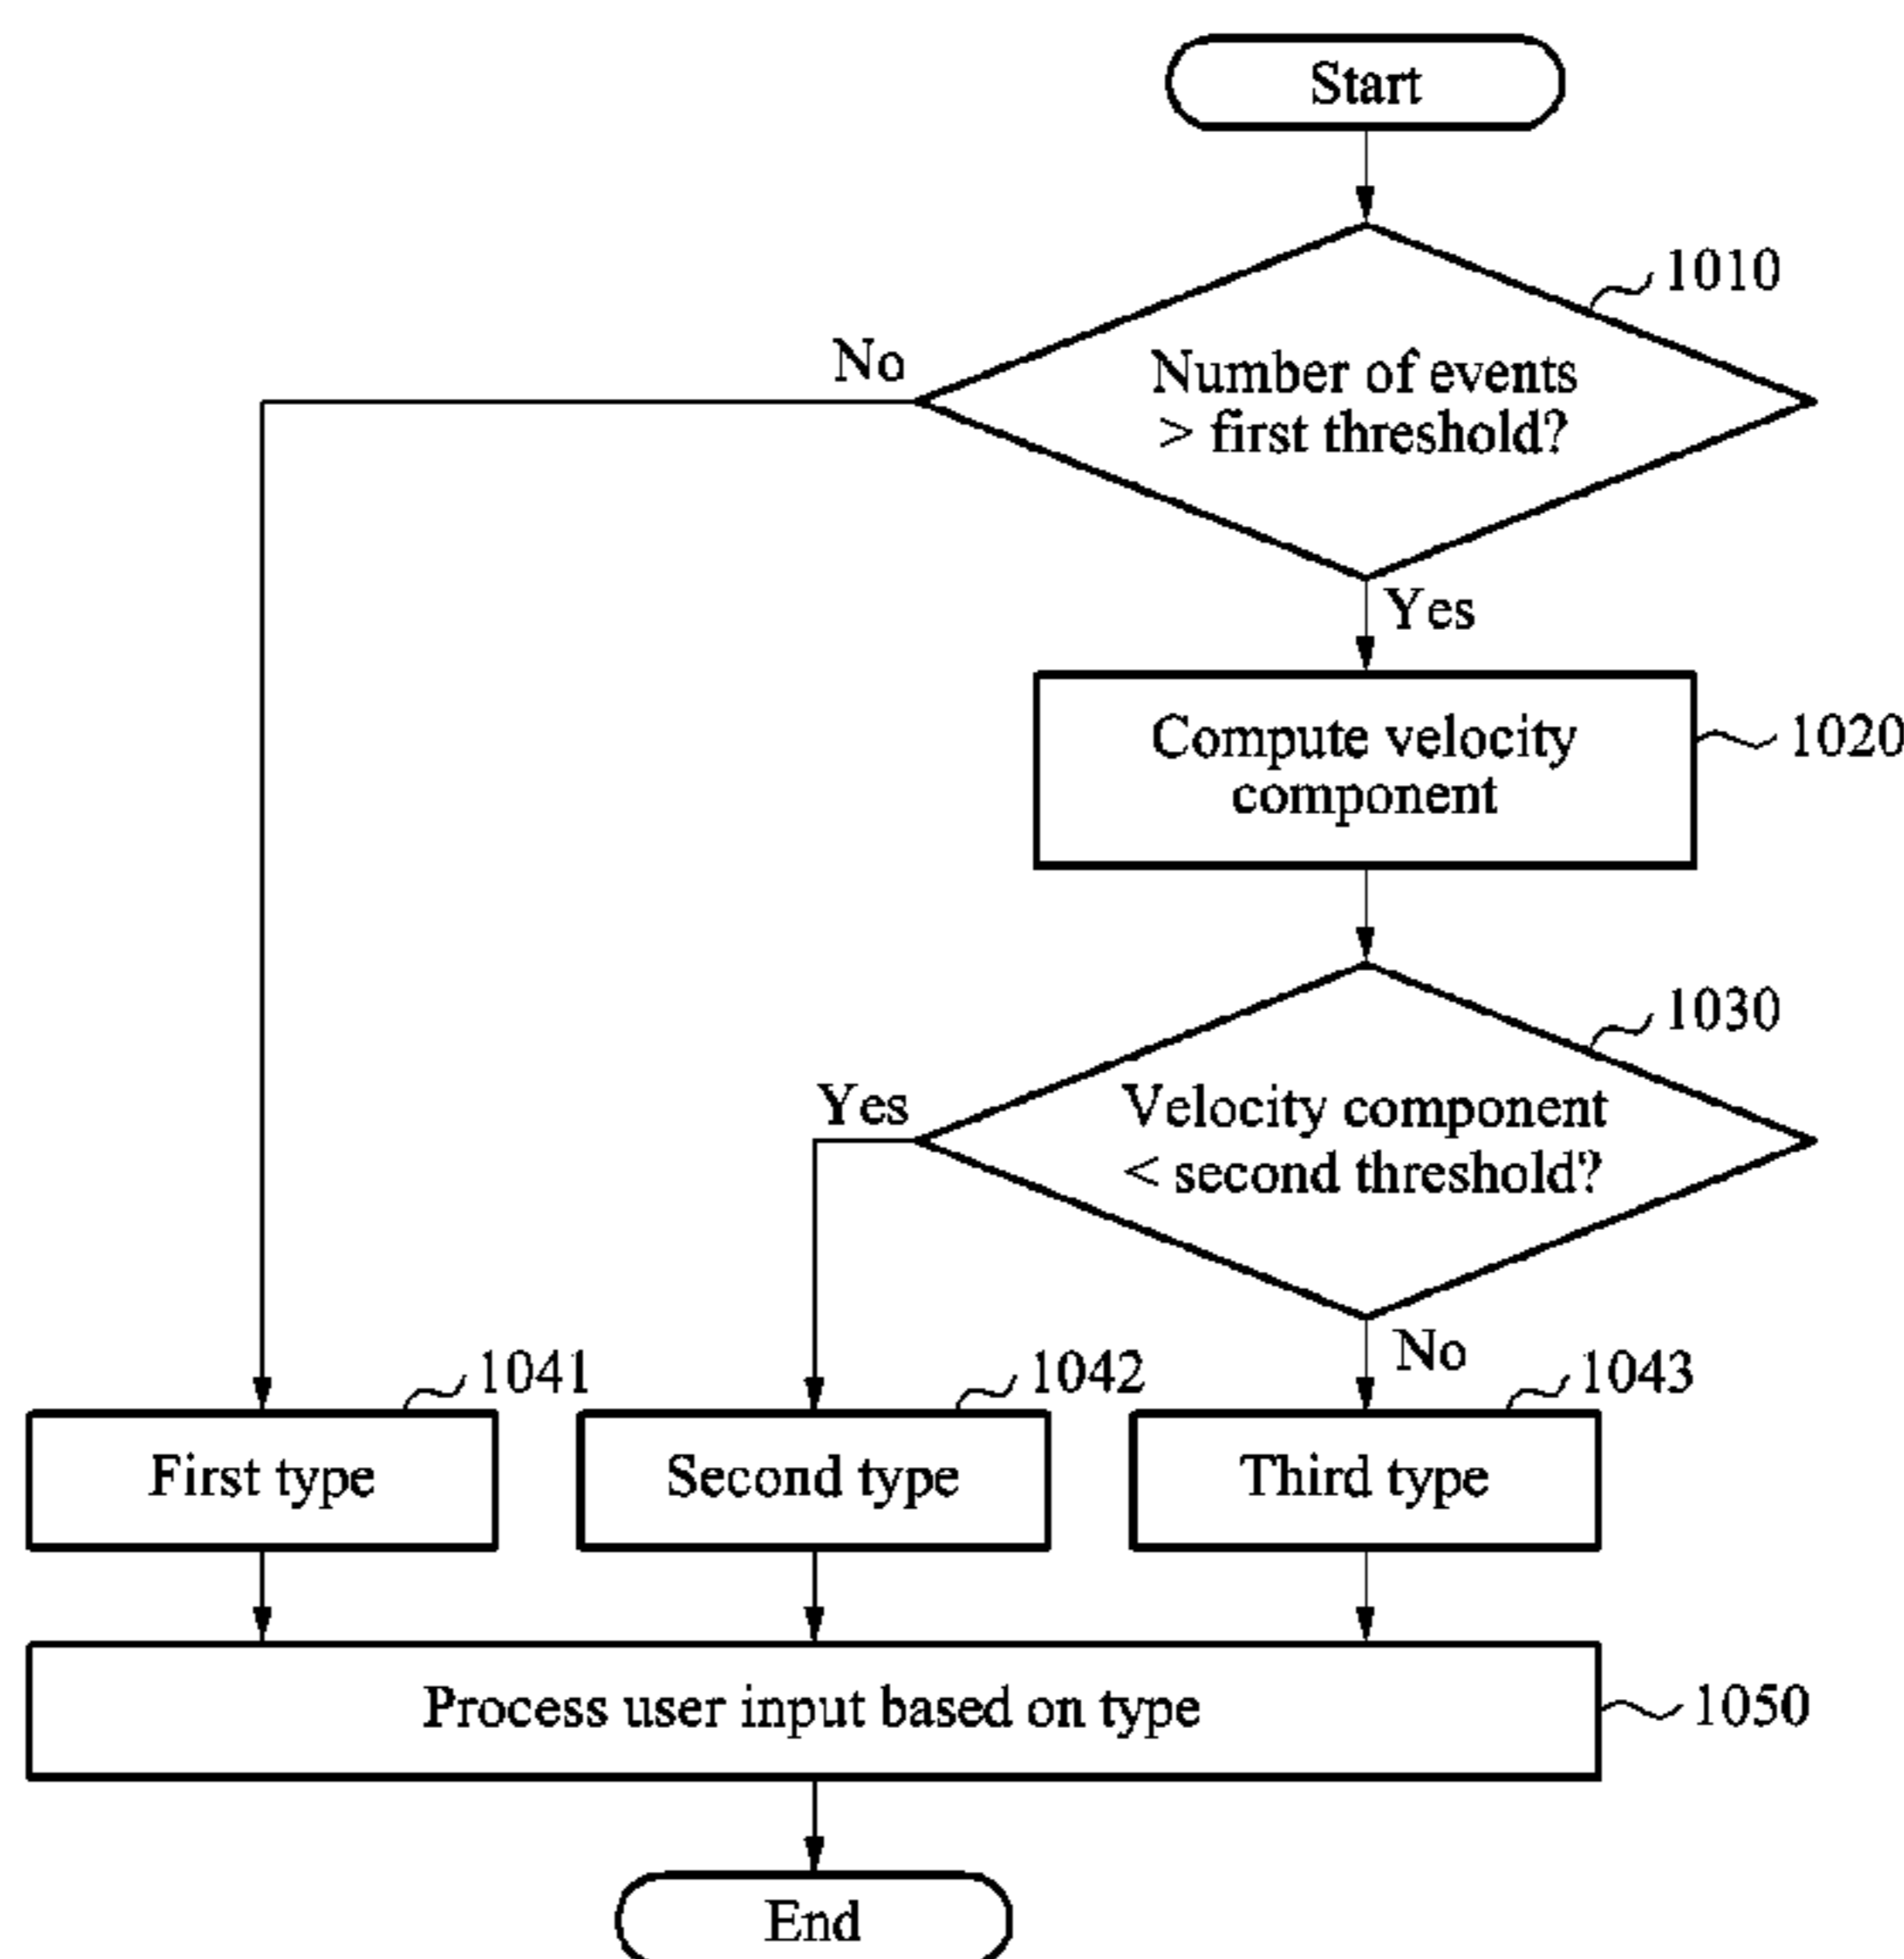 Start
1010
No
Number of events
> first threshold?
Yes
Compute velocity
component
1020
1030
Yes
Velocity component
< second threshold?
No
1041
1042
1043
First type
Second type
Third type
Process user input based on type
1050
End